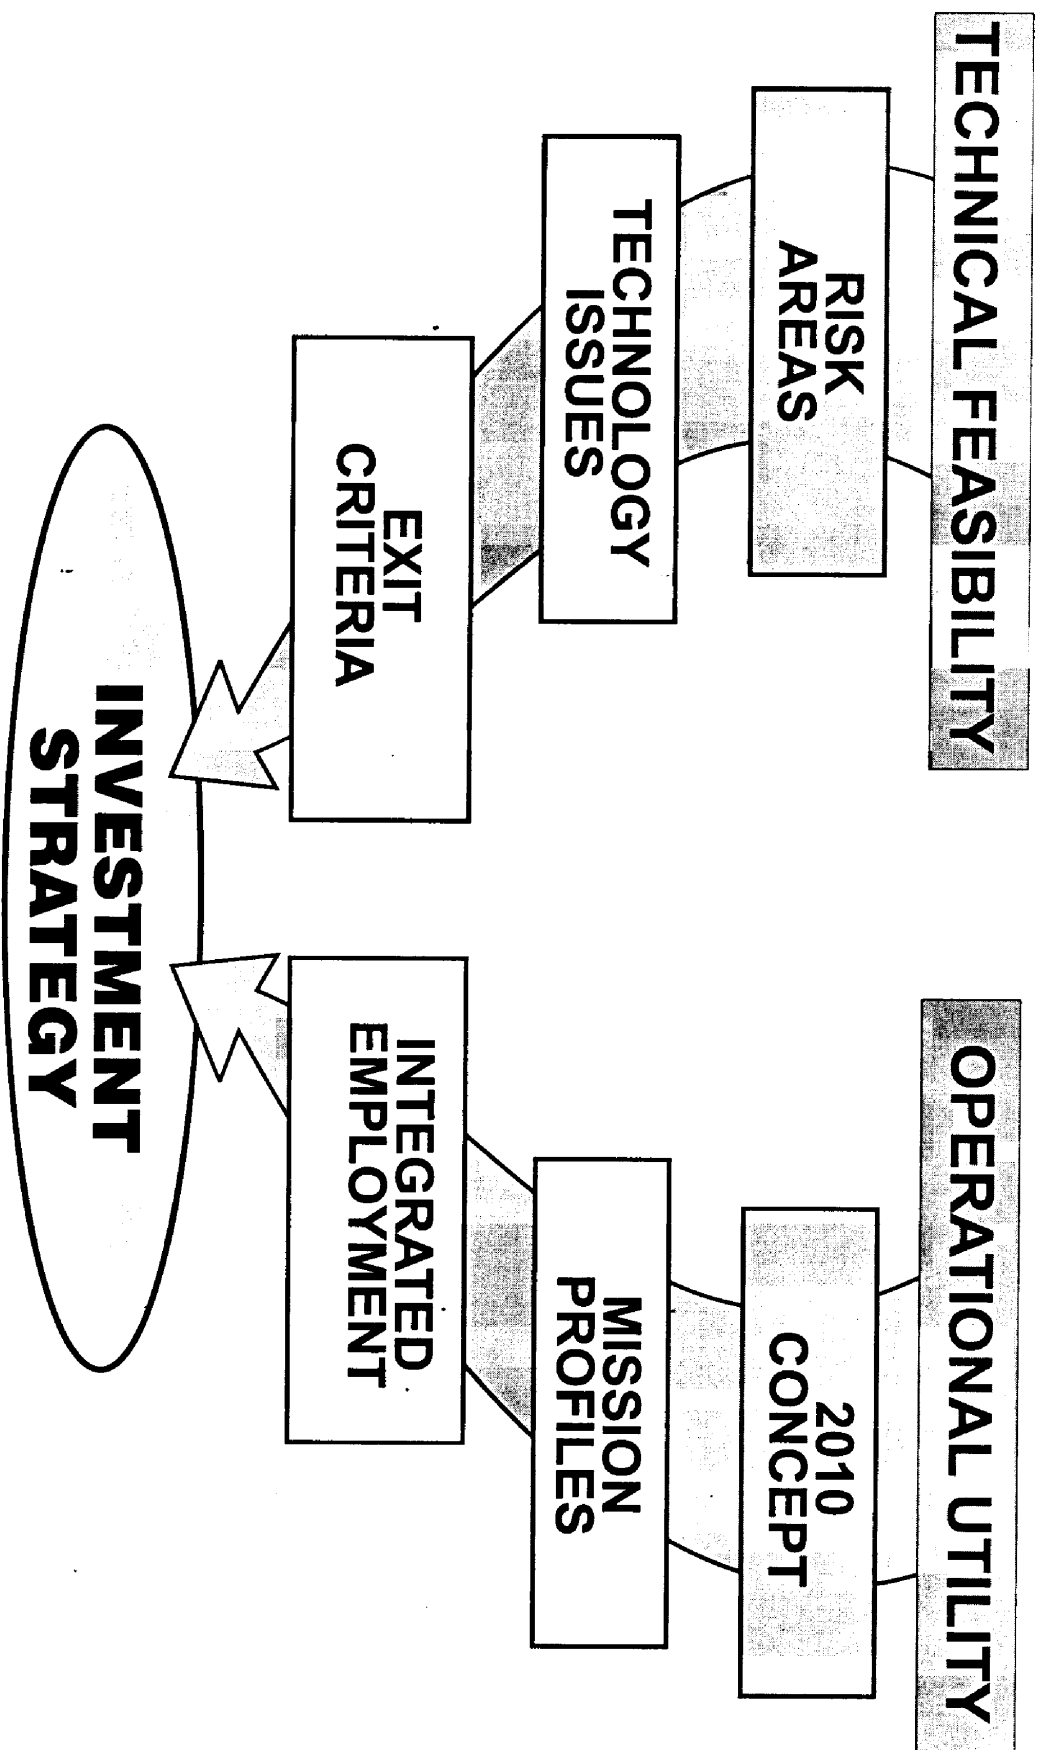 TECHNICAL FEASIBILITY
RISK
AREAS
TECHNOLOGY
ISSUES
EXIT
CRITERIA
OPERATIONAL UTILITY
2010
CONCEPT
MISSION
PROFILES
INTEGRATED
EMPLOYMENT
INVESTMENT
STRATEGY